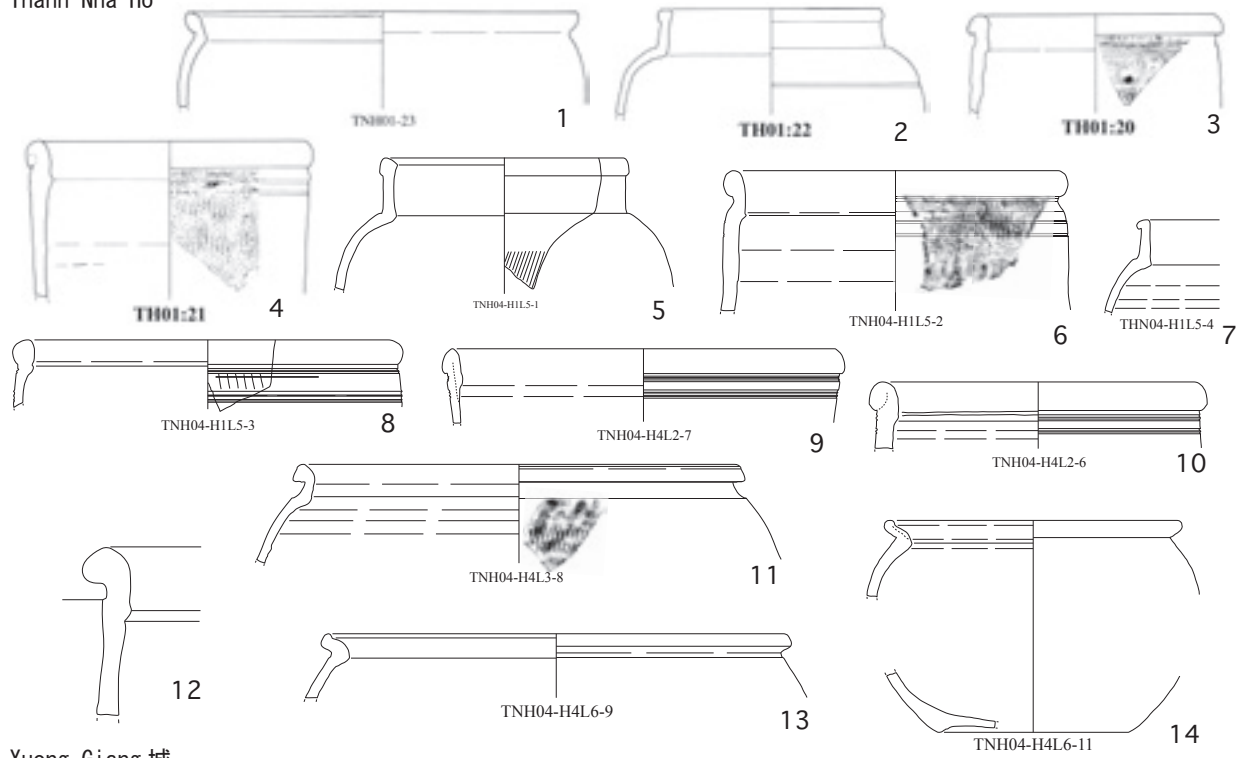 Thanh Nha Ho
TNH01-23
1
TH01:22
2
TH01:20
3
TH01:21
4
TNH04-H1L5-1
5
TNH04-H1L5-2
6
THN04-H1L5-4
7
TNH04-H1L5-3
8
TNH04-H4L2-7
9
TNH04-H4L2-6
10
TNH04-H4L3-8
11
12
TNH04-H4L6-9
13
TNH04-H4L6-11
14
Xuong Giang 城